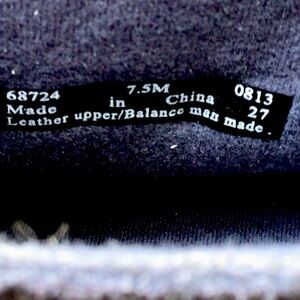 68724 7.5M 0813
Made in China 27
Leather upper/Balance man made.